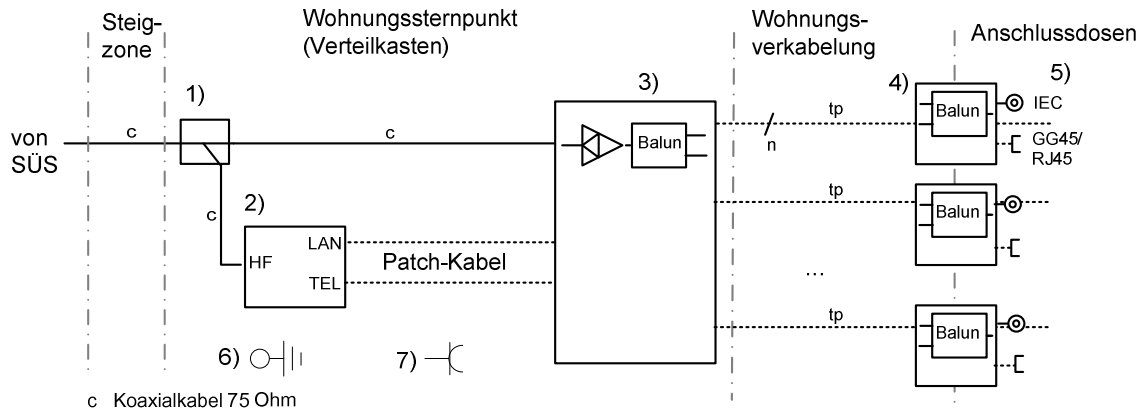 Steig-
zone
Wohnungssternpunkt
(Verteilkasten)
Wohnungs-
verkabelung
Anschlussdosen
1)
3)
4)
5)
von
SÜS
c
c
tp
n
Balun
Balun
IEC
GG45/
RJ45
c
2)
HF
LAN
TEL
Patch-Kabel
tp
Balun
...
tp
Balun
6)
7)
c Koaxialkabel 75 Ohm